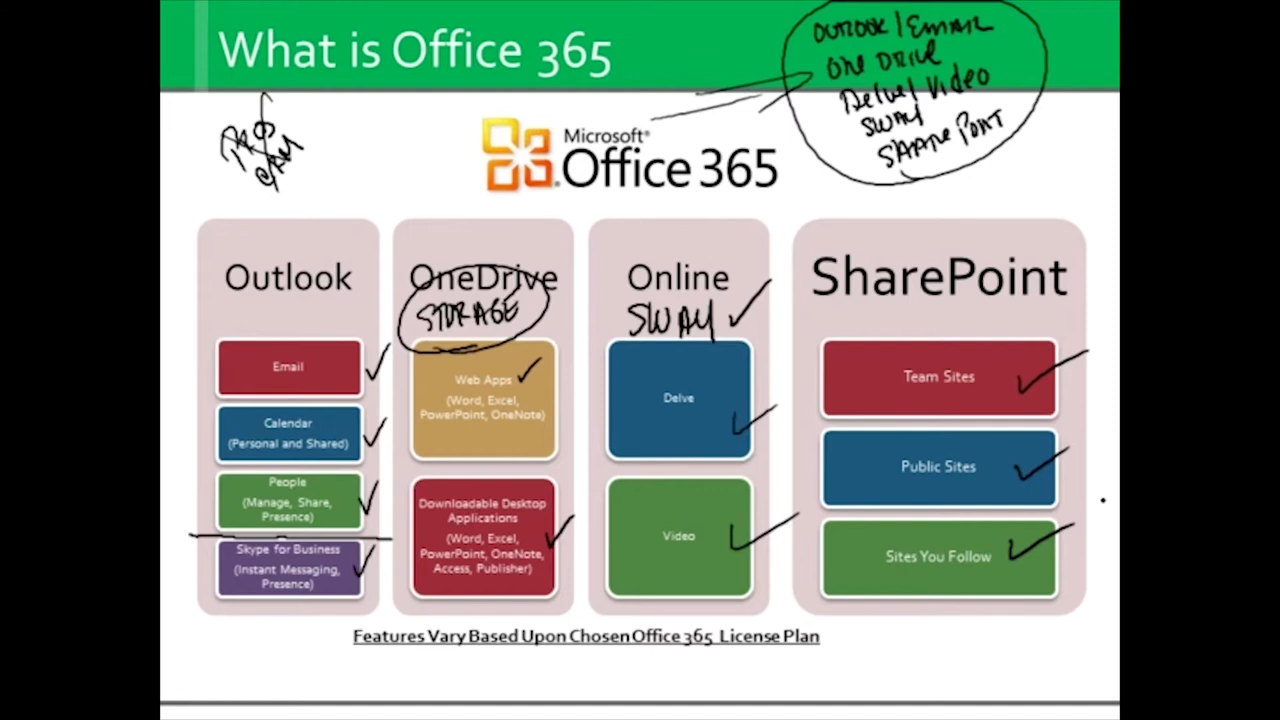 What is Office 365
OUTLOOK / EMAIL
ONE DRIVE
Delve / Video
SWAY
SHARE POINT
Microsoft®
Office 365
Outlook
Email
Calendar
(Personal and Shared)
People
(Manage, Share,
Presence)
Skype for Business
(Instant Messaging,
Presence)
OneDrive
STORAGE
Web Apps
(Word, Excel,
PowerPoint, OneNote)
Downloadable Desktop
Applications
(Word, Excel,
PowerPoint, OneNote,
Access, Publisher)
Online
SWAY
Delve
Video
SharePoint
Team Sites
Public Sites
Sites You Follow
Features Vary Based Upon Chosen Office 365 License Plan